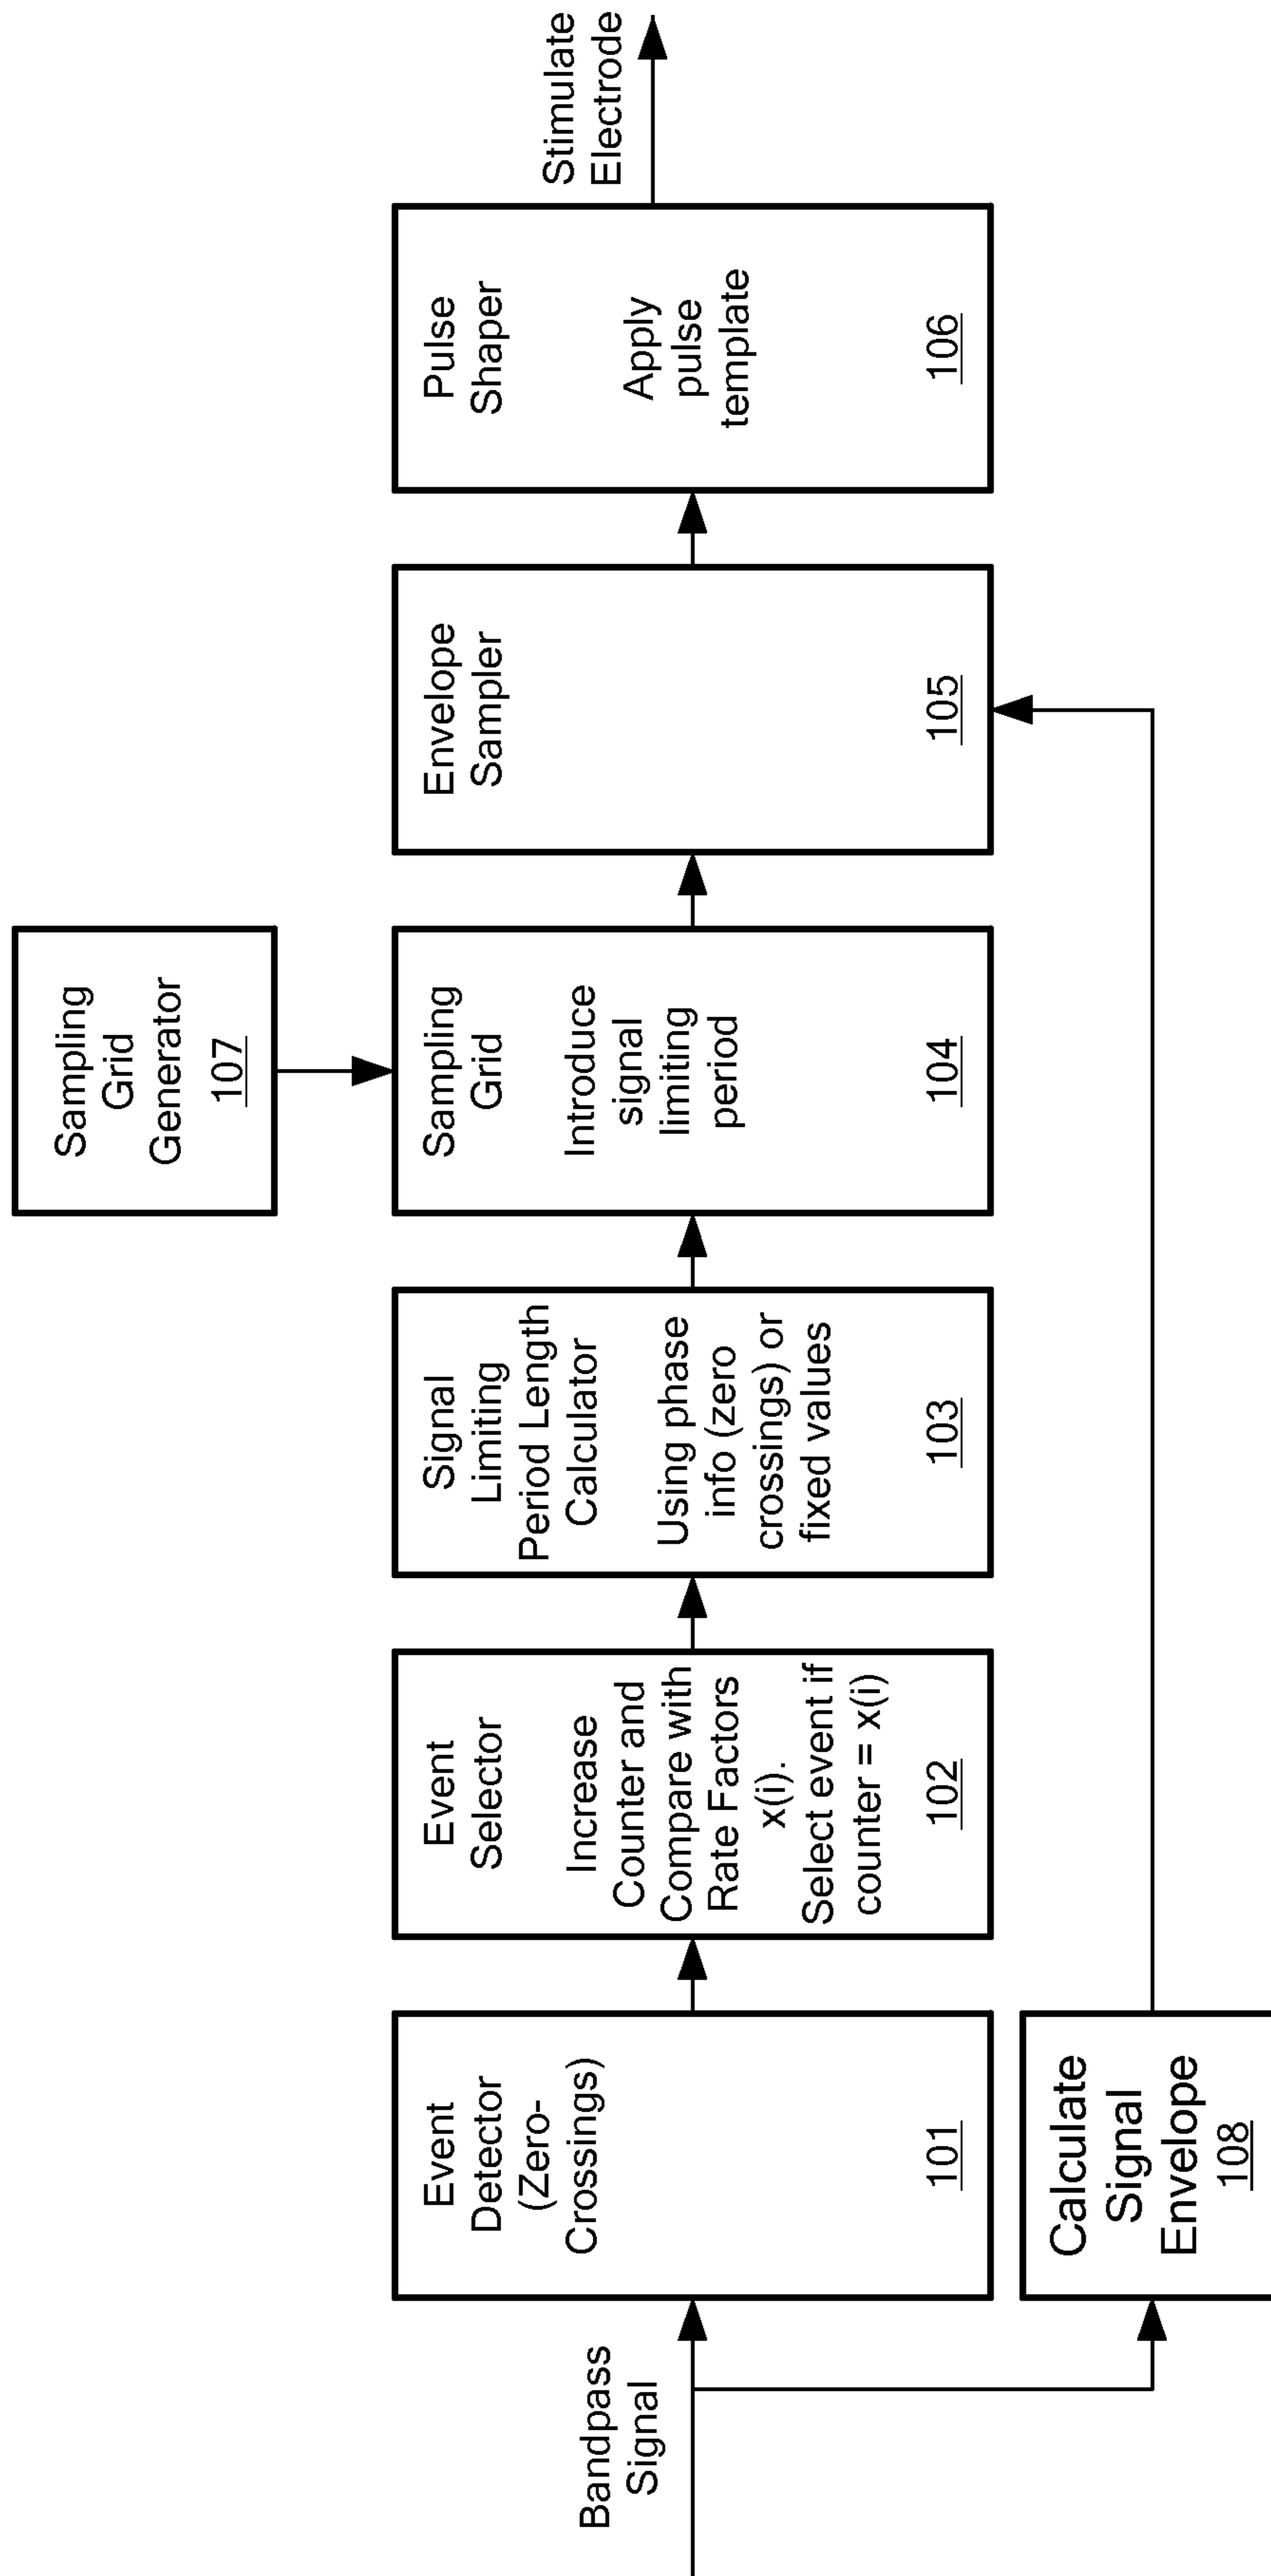 Bandpass
Signal
Event
Detector
(Zero-
Crossings)
101
Event
Selector
Increase
Counter and
Compare with
Rate Factors
x(i).
Select event if
counter = x(i)
102
Signal
Limiting
Period Length
Calculator
Using phase
info (zero
crossings) or
fixed values
103
Sampling
Grid
Generator
107
Sampling
Grid
Introduce
signal
limiting
period
104
Envelope
Sampler
105
Pulse
Shaper
Apply
pulse
template
106
Stimulate
Electrode
Calculate
Signal
Envelope
108